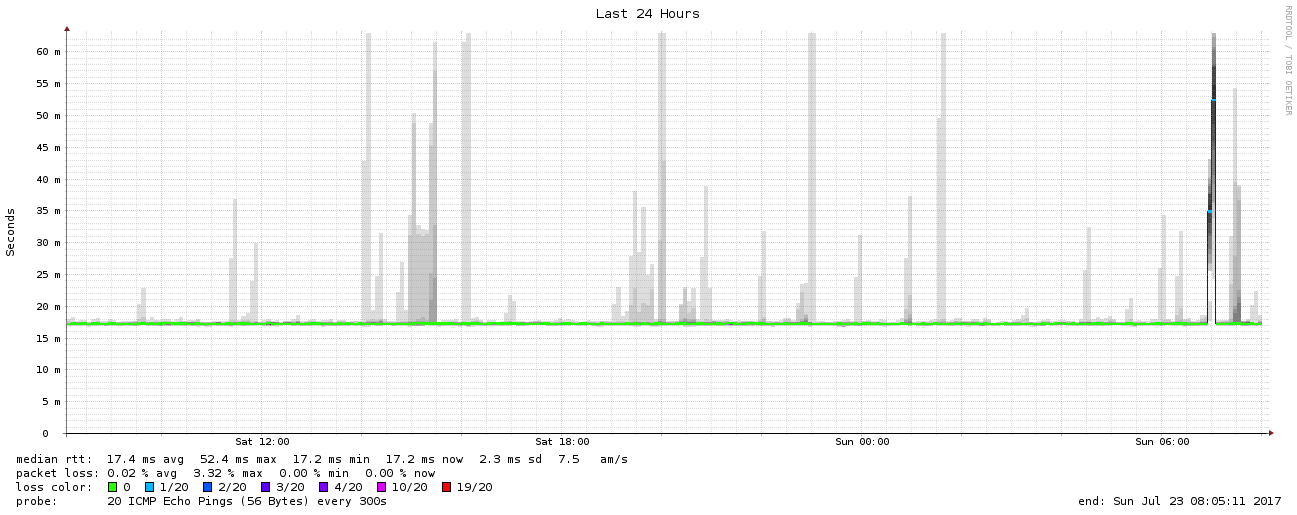 Last 24 Hours
RRDTOOL / TOBI OETIKER
Seconds
60 m
55 m
50 m
45 m
40 m
35 m
30 m
25 m
20 m
15 m
10 m
5 m
0
Sat 12:00 Sat 18:00 Sun 00:00 Sun 06:00
median rtt: 17.4 ms avg 52.4 ms max 17.2 ms min 17.2 ms now 2.3 ms sd 7.5 am/s
packet loss: 0.02 % avg 3.32 % max 0.00 % min 0.00 % now
loss color: 0 1/20 2/20 3/20 4/20 10/20 19/20
probe: 20 ICMP Echo Pings (56 Bytes) every 300s end: Sun Jul 23 08:05:11 2017